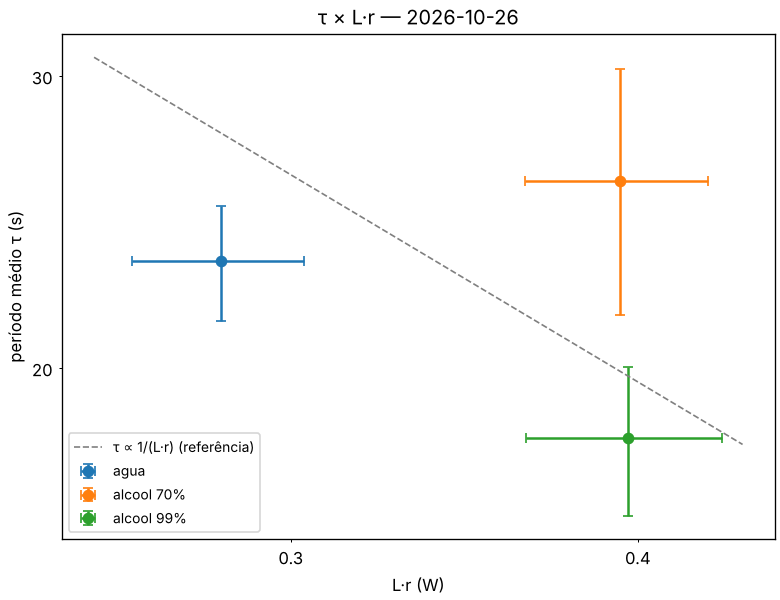 τ × L·r — 2026-10-26
período médio τ (s)
30
20
τ ∝ 1/(L·r) (referência)
agua
alcool 70%
alcool 99%
0.3
0.4
L·r (W)